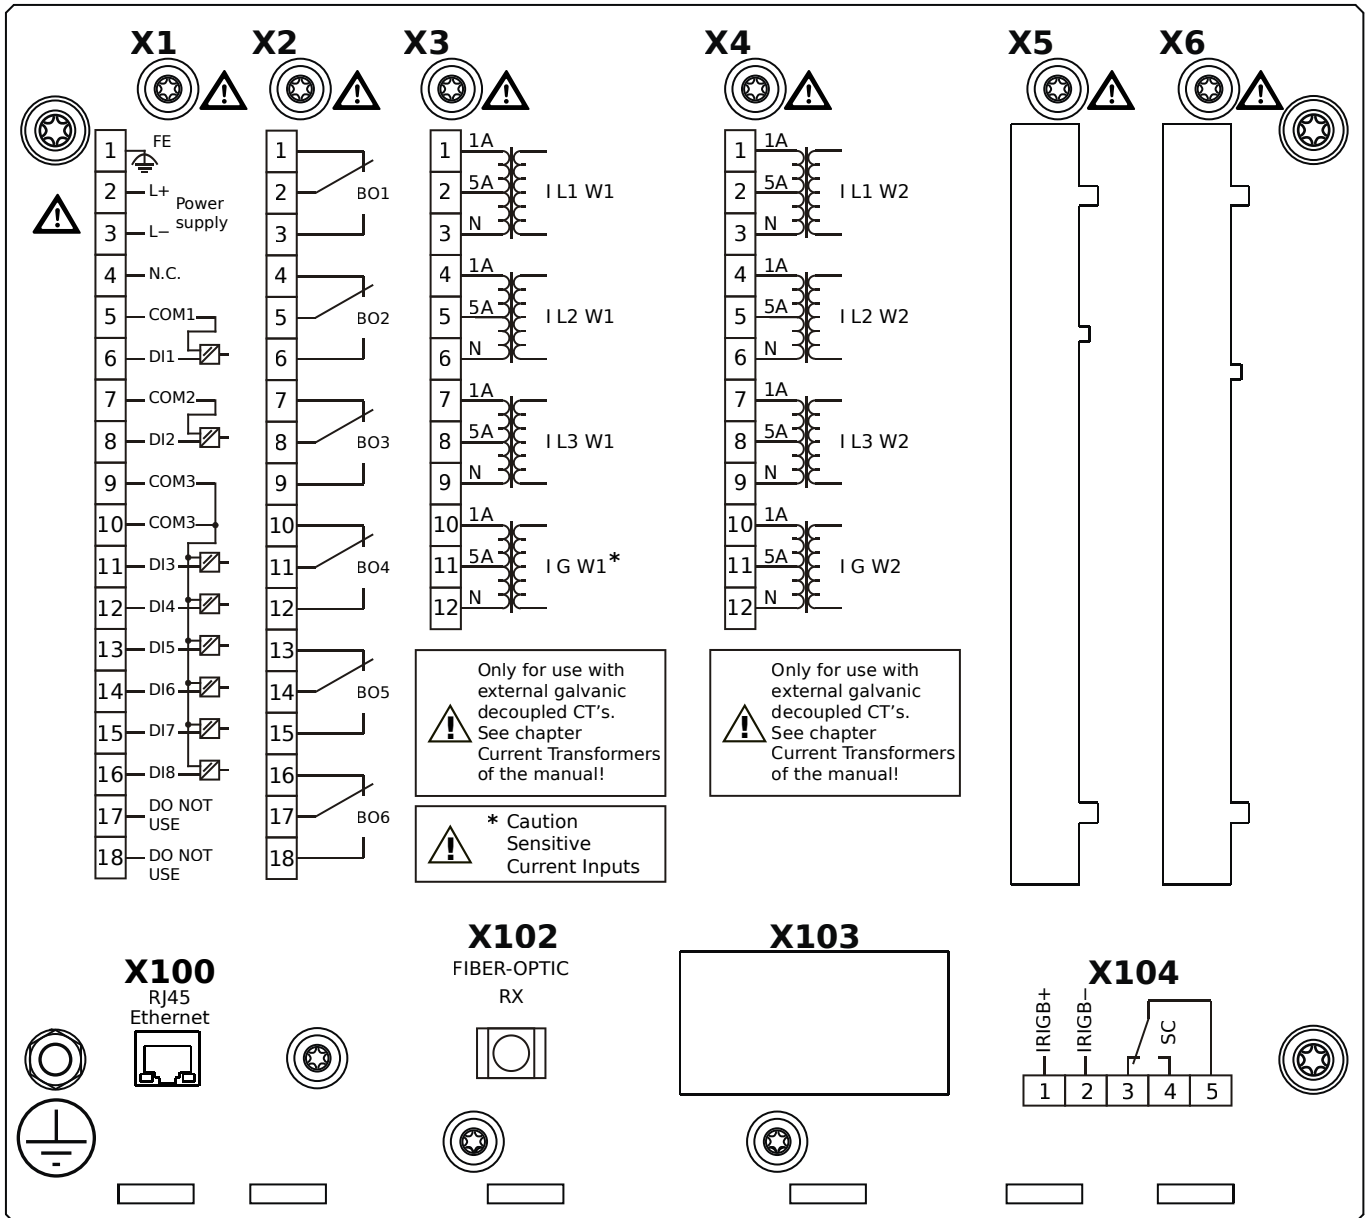 X1
1 FE
2 L+
Power
supply
3 L−
4 N.C.
5 COM1
6 DI1
7 COM2
8 DI2
9 COM3
10 COM3
11 DI3
12 DI4
13 DI5
14 DI6
15 DI7
16 DI8
17 DO NOT
USE
18 DO NOT
USE
X2
1
2 BO1
3
4
5 BO2
6
7
8 BO3
9
10
11 BO4
12
13
14 BO5
15
16
17 BO6
18
X3
1 1A
2 5A I L1 W1
3 N
4 1A
5 5A I L2 W1
6 N
7 1A
8 5A I L3 W1
9 N
10 1A
11 5A I G W1*
12 N
Only for use with
external galvanic
decoupled CT's.
See chapter
Current Transformers
of the manual!
* Caution
Sensitive
Current Inputs
X4
1 1A
2 5A I L1 W2
3 N
4 1A
5 5A I L2 W2
6 N
7 1A
8 5A I L3 W2
9 N
10 1A
11 5A I G W2
12 N
Only for use with
external galvanic
decoupled CT's.
See chapter
Current Transformers
of the manual!
X5
X6
X100
RJ45
Ethernet
X102
FIBER-OPTIC
RX
X103
X104
IRIGB+
IRIGB−
SC
1 2 3 4 5